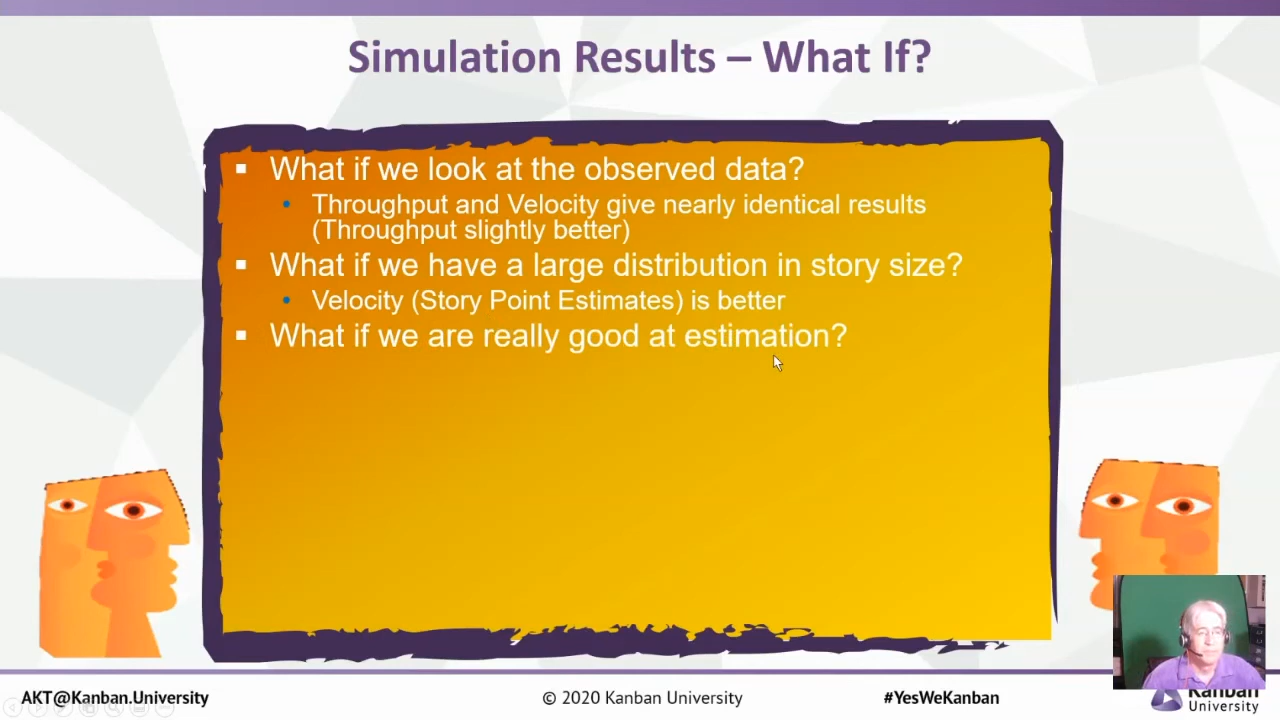 Simulation Results – What If?
What if we look at the observed data?
Throughput and Velocity give nearly identical results
(Throughput slightly better)
What if we have a large distribution in story size?
Velocity (Story Point Estimates) is better
What if we are really good at estimation?
AKT@Kanban.University
© 2020 Kanban University
#YesWeKanban
Kanban
University